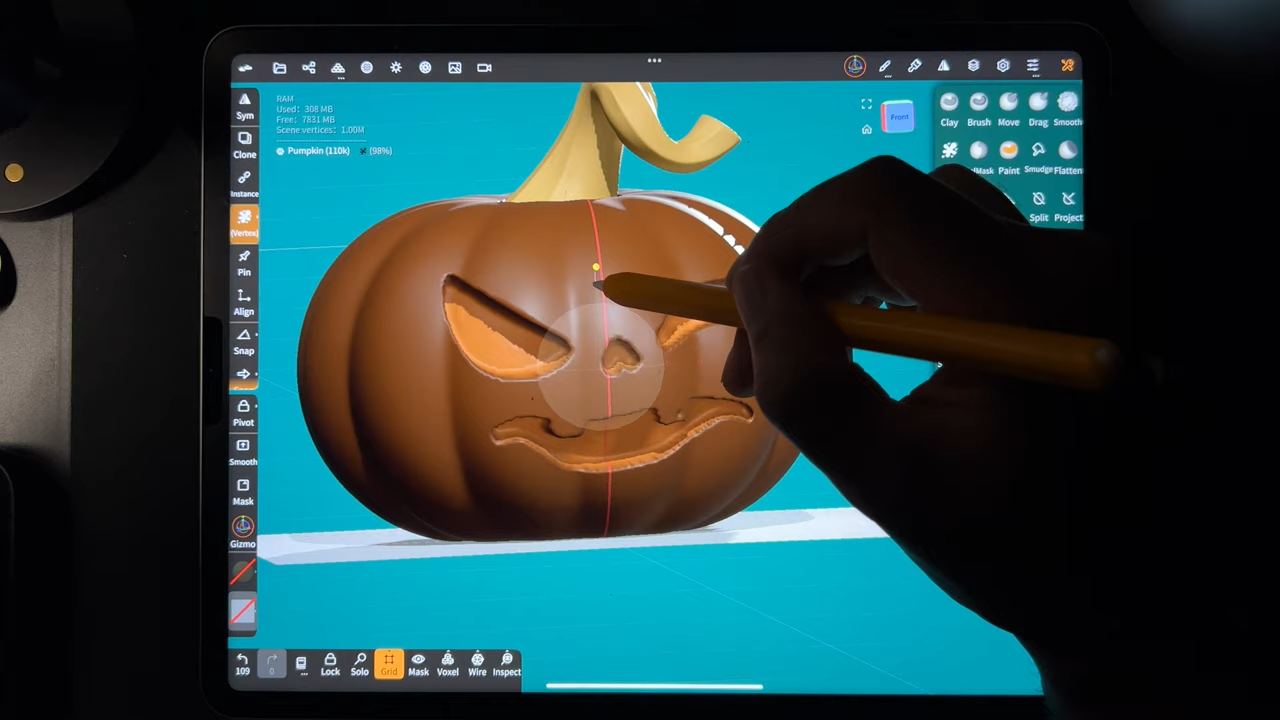 RAM
Used: 308 MB
Free: 7831 MB
Scene vertices: 1.00M
Pumpkin (110k) (98%)
Front
Clay Brush Move Drag Smooth
Paint Smudge Flatten
Split Project
Sym
Clone
Instance
(Vertex)
Pin
Align
Snap
Pivot
Smooth
Mask
Gizmo
109 0 Lock Solo Grid Mask Voxel Wire Inspect